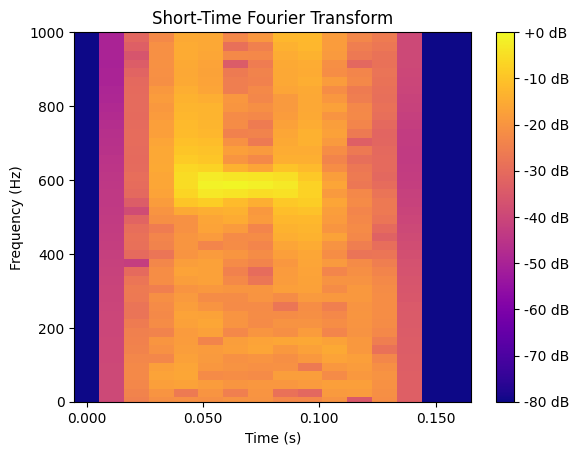 Short-Time Fourier Transform
Frequency (Hz)
1000
800
600
400
200
0
0.000
0.050
0.100
0.150
Time (s)
+0 dB
-10 dB
-20 dB
-30 dB
-40 dB
-50 dB
-60 dB
-70 dB
-80 dB